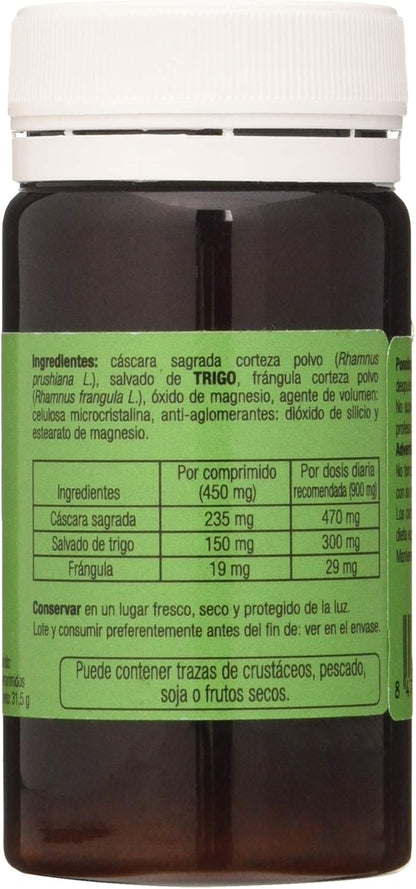 Ingredientes: cáscara sagrada corteza polvo (Rhamnus
prushiana L.), salvado de TRIGO, frángula corteza polvo
(Rhamnus frangula L.), óxido de magnesio, agente de volumen:
celulosa microcristalina, anti-aglomerantes: dióxido de silicio y
estearato de magnesio.
Ingredientes Por comprimido (450 mg) Por dosis diaria recomendada (900 mg)
Cáscara sagrada 235 mg 470 mg
Salvado de trigo 150 mg 300 mg
Frángula 19 mg 29 mg
Conservar en un lugar fresco, seco y protegido de la luz.
Lote y consumir preferentemente antes del fin de: ver en el envase.
31,5 g
Puede contener trazas de crustáceos, pescado,
soja o frutos secos.
8